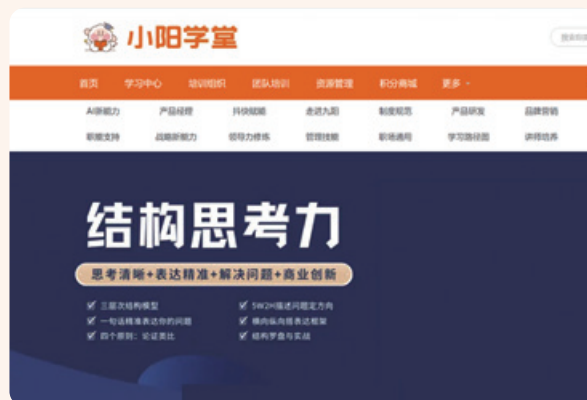 小阳学堂
首页 学习中心 培训组织 团队培训 资源管理 积分商城 更多
AI新能力 产品经理 抖快赋能 走进九阳 制度规范 产品研发 品牌营销
职能支持 战略新能力 领导力修炼 管理技能 职场通用 学习路径图 讲师培养
结构思考力
思考清晰+表达精准+解决问题+商业创新
三层次结构模型 5W2H描述问题定方向
一句话精准表达你的问题 横向纵向搭表达框架
四个原则：论证类比 结构罗盘与实战